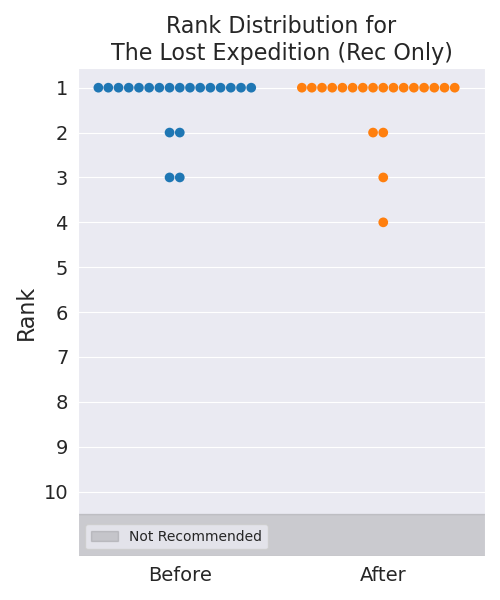 Rank Distribution for
The Lost Expedition (Rec Only)
Rank
1
2
3
4
5
6
7
8
9
10
Not Recommended
Before
After